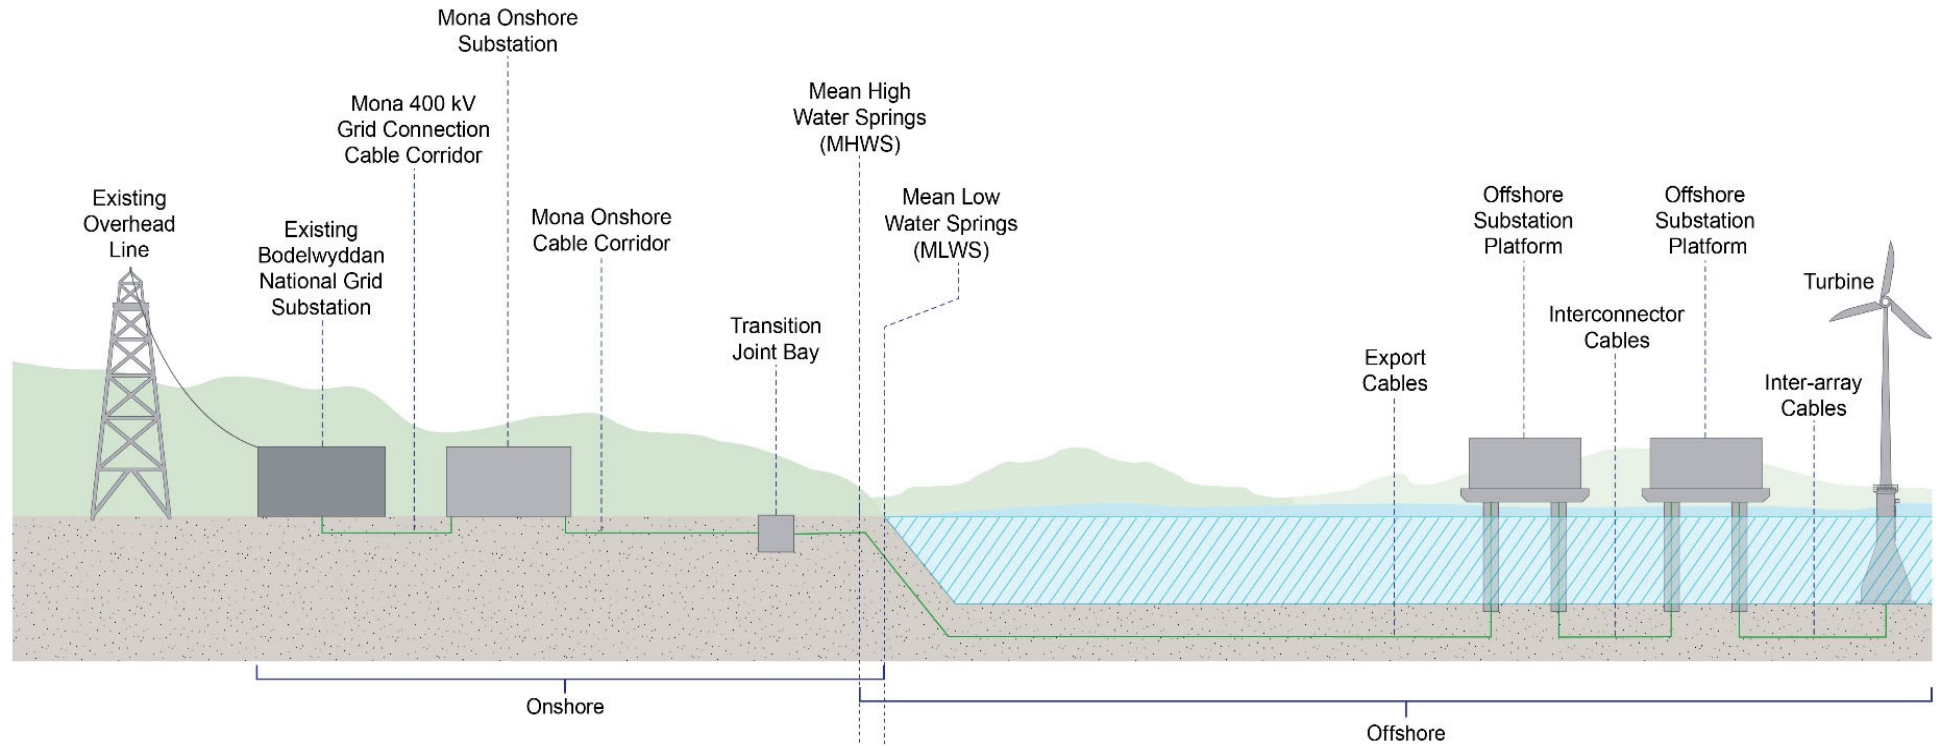 Mona Onshore
Substation
Mona 400 kV
Grid Connection
Cable Corridor
Mean High
Water Springs
(MHWS)
Existing
Overhead
Line
Existing
Bodelwyddan
National Grid
Substation
Mona Onshore
Cable Corridor
Mean Low
Water Springs
(MLWS)
Transition
Joint Bay
Export
Cables
Offshore
Substation
Platform
Interconnector
Cables
Offshore
Substation
Platform
Inter-array
Cables
Turbine
Onshore
Offshore